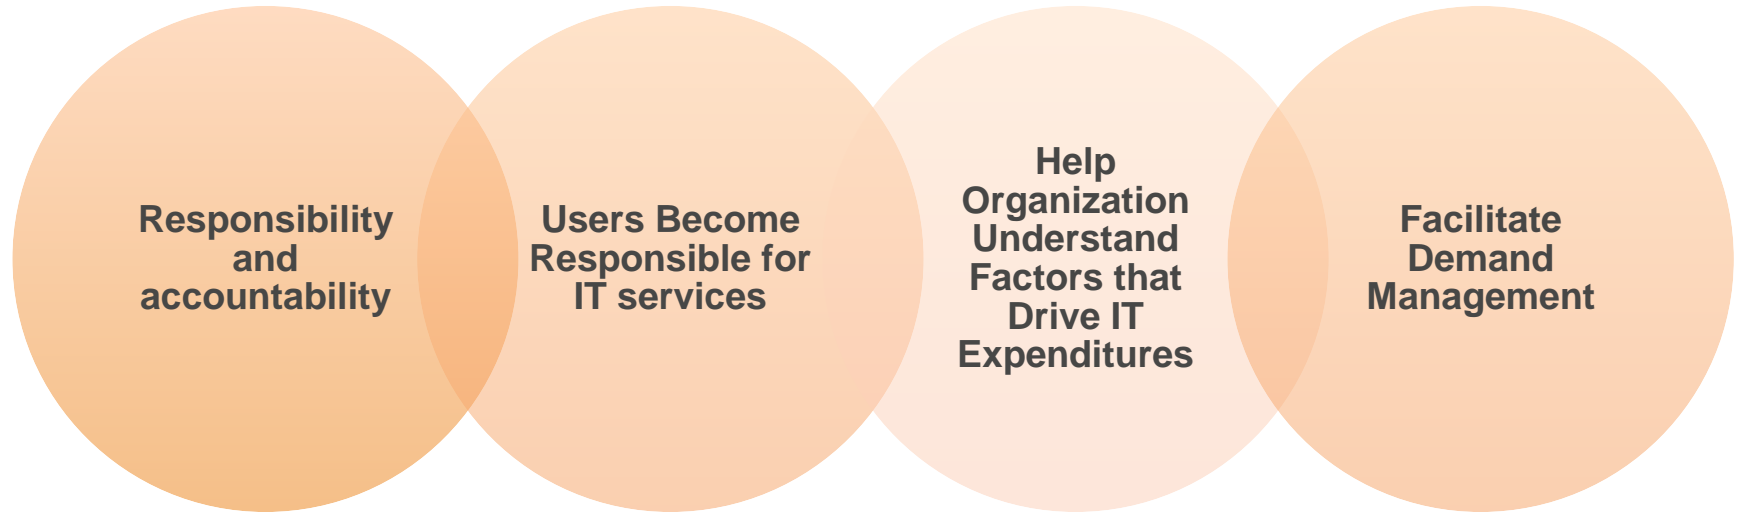 Responsibility
and
accountability
Users Become
Responsible for
IT services
Help
Organization
Understand
Factors that
Drive IT
Expenditures
Facilitate
Demand
Management